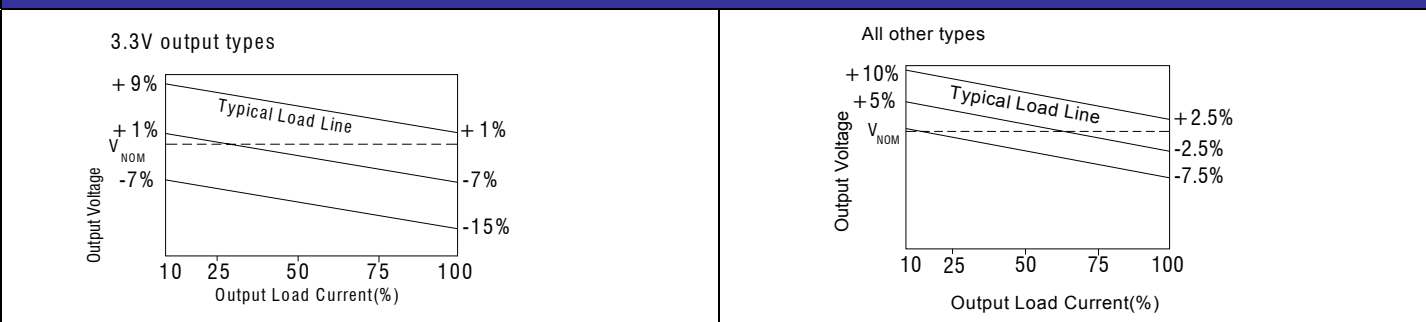 3.3V output types
+ 9%
Typical Load Line
+ 1%
+ 1%
VNOM
-7%
-7%
-15%
Output Voltage
10 25 50 75 100
Output Load Current(%)
All other types
+10%
Typical Load Line
+5%
+2.5%
VNOM
-2.5%
-7.5%
Output Voltage
10 25 50 75 100
Output Load Current(%)